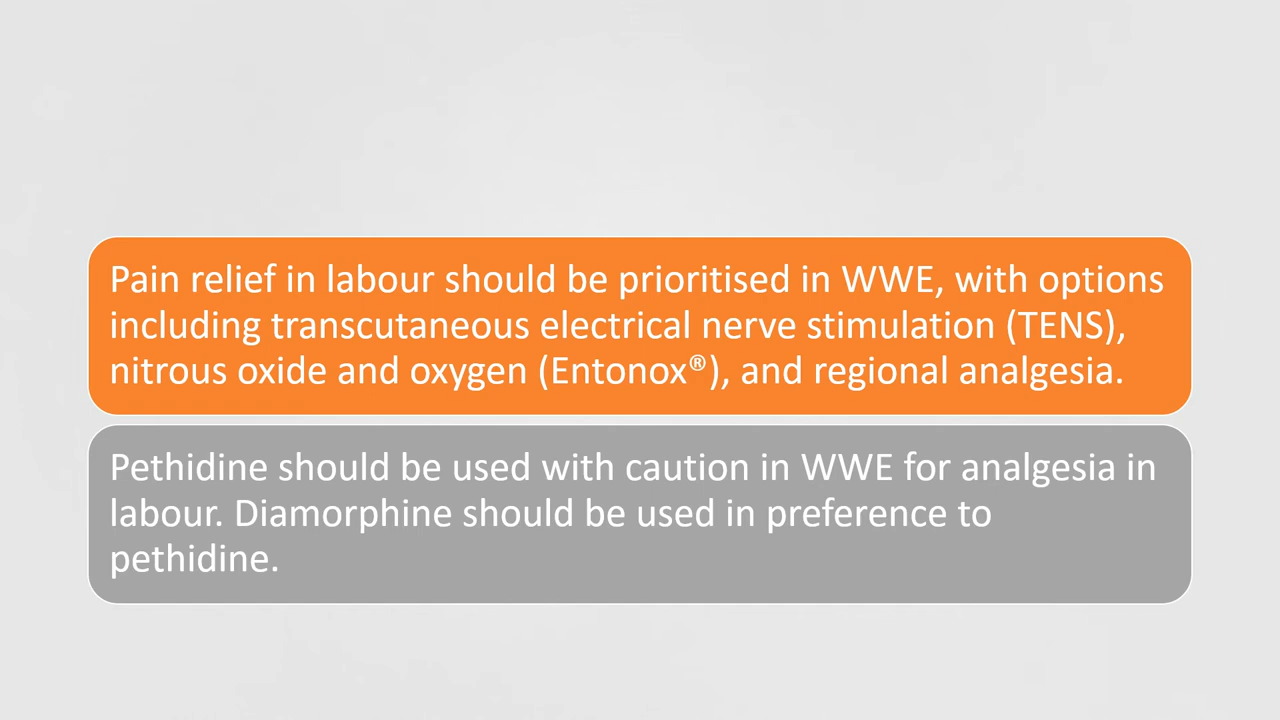 Pain relief in labour should be prioritised in WWE, with options
including transcutaneous electrical nerve stimulation (TENS),
nitrous oxide and oxygen (Entonox®), and regional analgesia.
Pethidine should be used with caution in WWE for analgesia in
labour. Diamorphine should be used in preference to
pethidine.